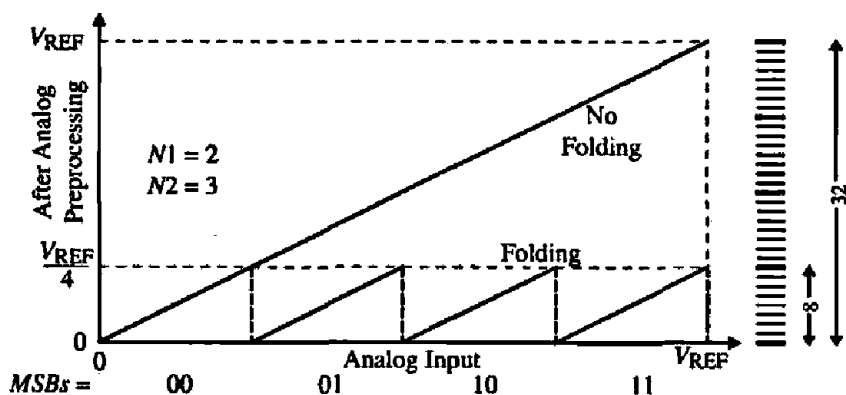 V_REF
After Analog
Preprocessing
N1 = 2
N2 = 3
No
Folding
32
V_REF
4
Folding
8
0
0
Analog Input
V_REF
MSBs = 00 01 10 11